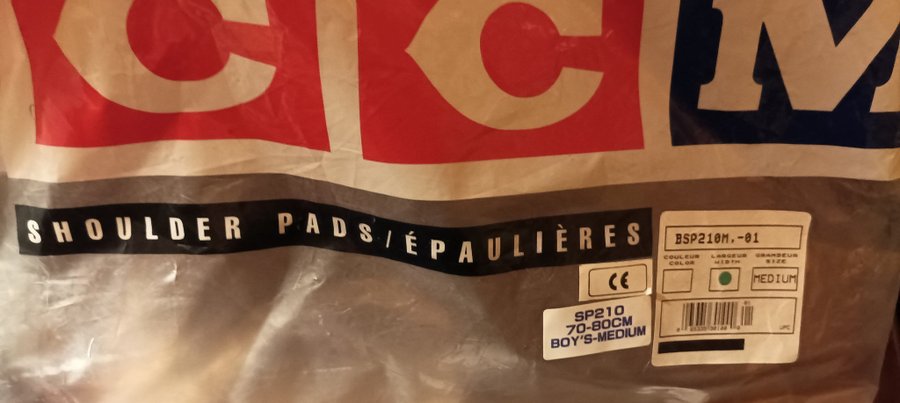 CCM
SHOULDER PADS/ÉPAULIÈRES
BSP210M,-01
COULEUR
COLOR
LARGEUR
WIDTH
GRANDEUR
SIZE
MEDIUM
CE
SP210
70-80CM
BOY'S-MEDIUM
UPC